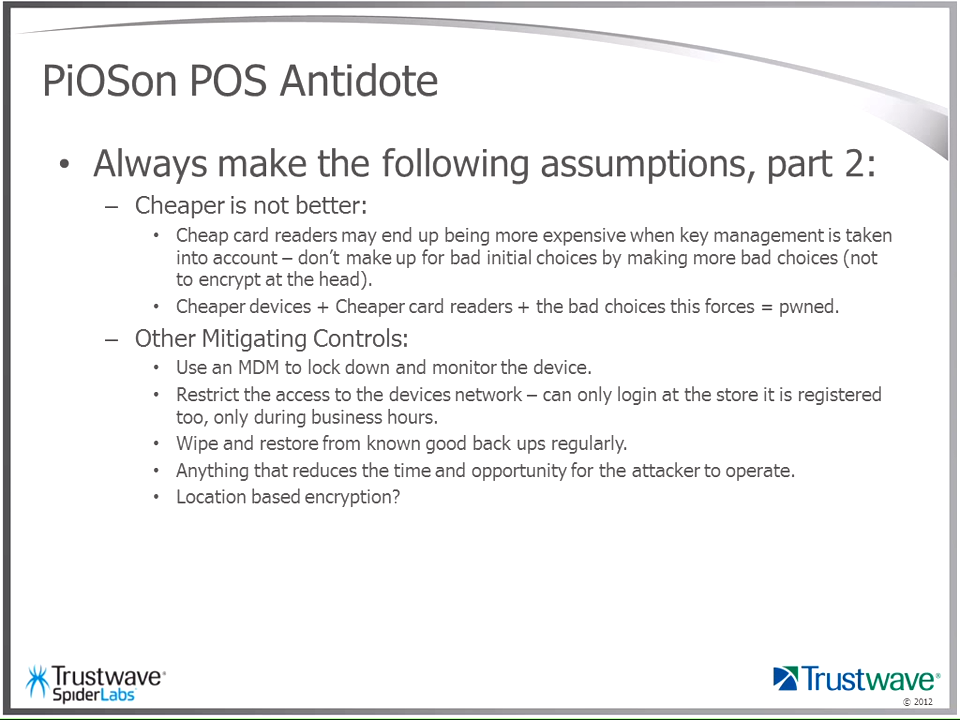 PiOSon POS Antidote
• Always make the following assumptions, part 2:
– Cheaper is not better:
• Cheap card readers may end up being more expensive when key management is taken
into account – don’t make up for bad initial choices by making more bad choices (not
to encrypt at the head).
• Cheaper devices + Cheaper card readers + the bad choices this forces = pwned.
– Other Mitigating Controls:
• Use an MDM to lock down and monitor the device.
• Restrict the access to the devices network – can only login at the store it is registered
too, only during business hours.
• Wipe and restore from known good back ups regularly.
• Anything that reduces the time and opportunity for the attacker to operate.
• Location based encryption?
Trustwave®
SpiderLabs®
Trustwave®
© 2012